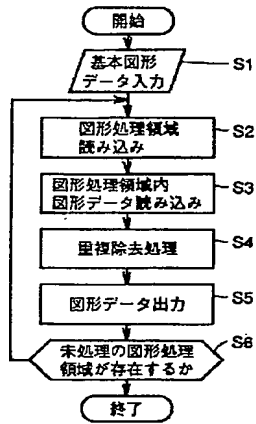 開始
基本図形
データ入力
S1
図形処理領域
読み込み
S2
図形処理領域内
図形データ読み込み
S3
重複除去処理
S4
図形データ出力
S5
未処理の図形処理
領域が存在するか
S6
終了